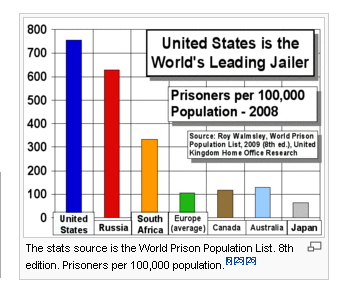 800
700
600
500
400
300
200
100
0
United States is the
World's Leading Jailer
Prisoners per 100,000
Population - 2008
Source: Roy Walmsley, World Prison
Population List, 2009 (8th ed.), United
Kingdom Home Office Research
United
States
Russia
South
Africa
Europe
(average)
Canada
Australia
Japan
The stats source is the World Prison Population List. 8th
edition. Prisoners per 100,000 population.